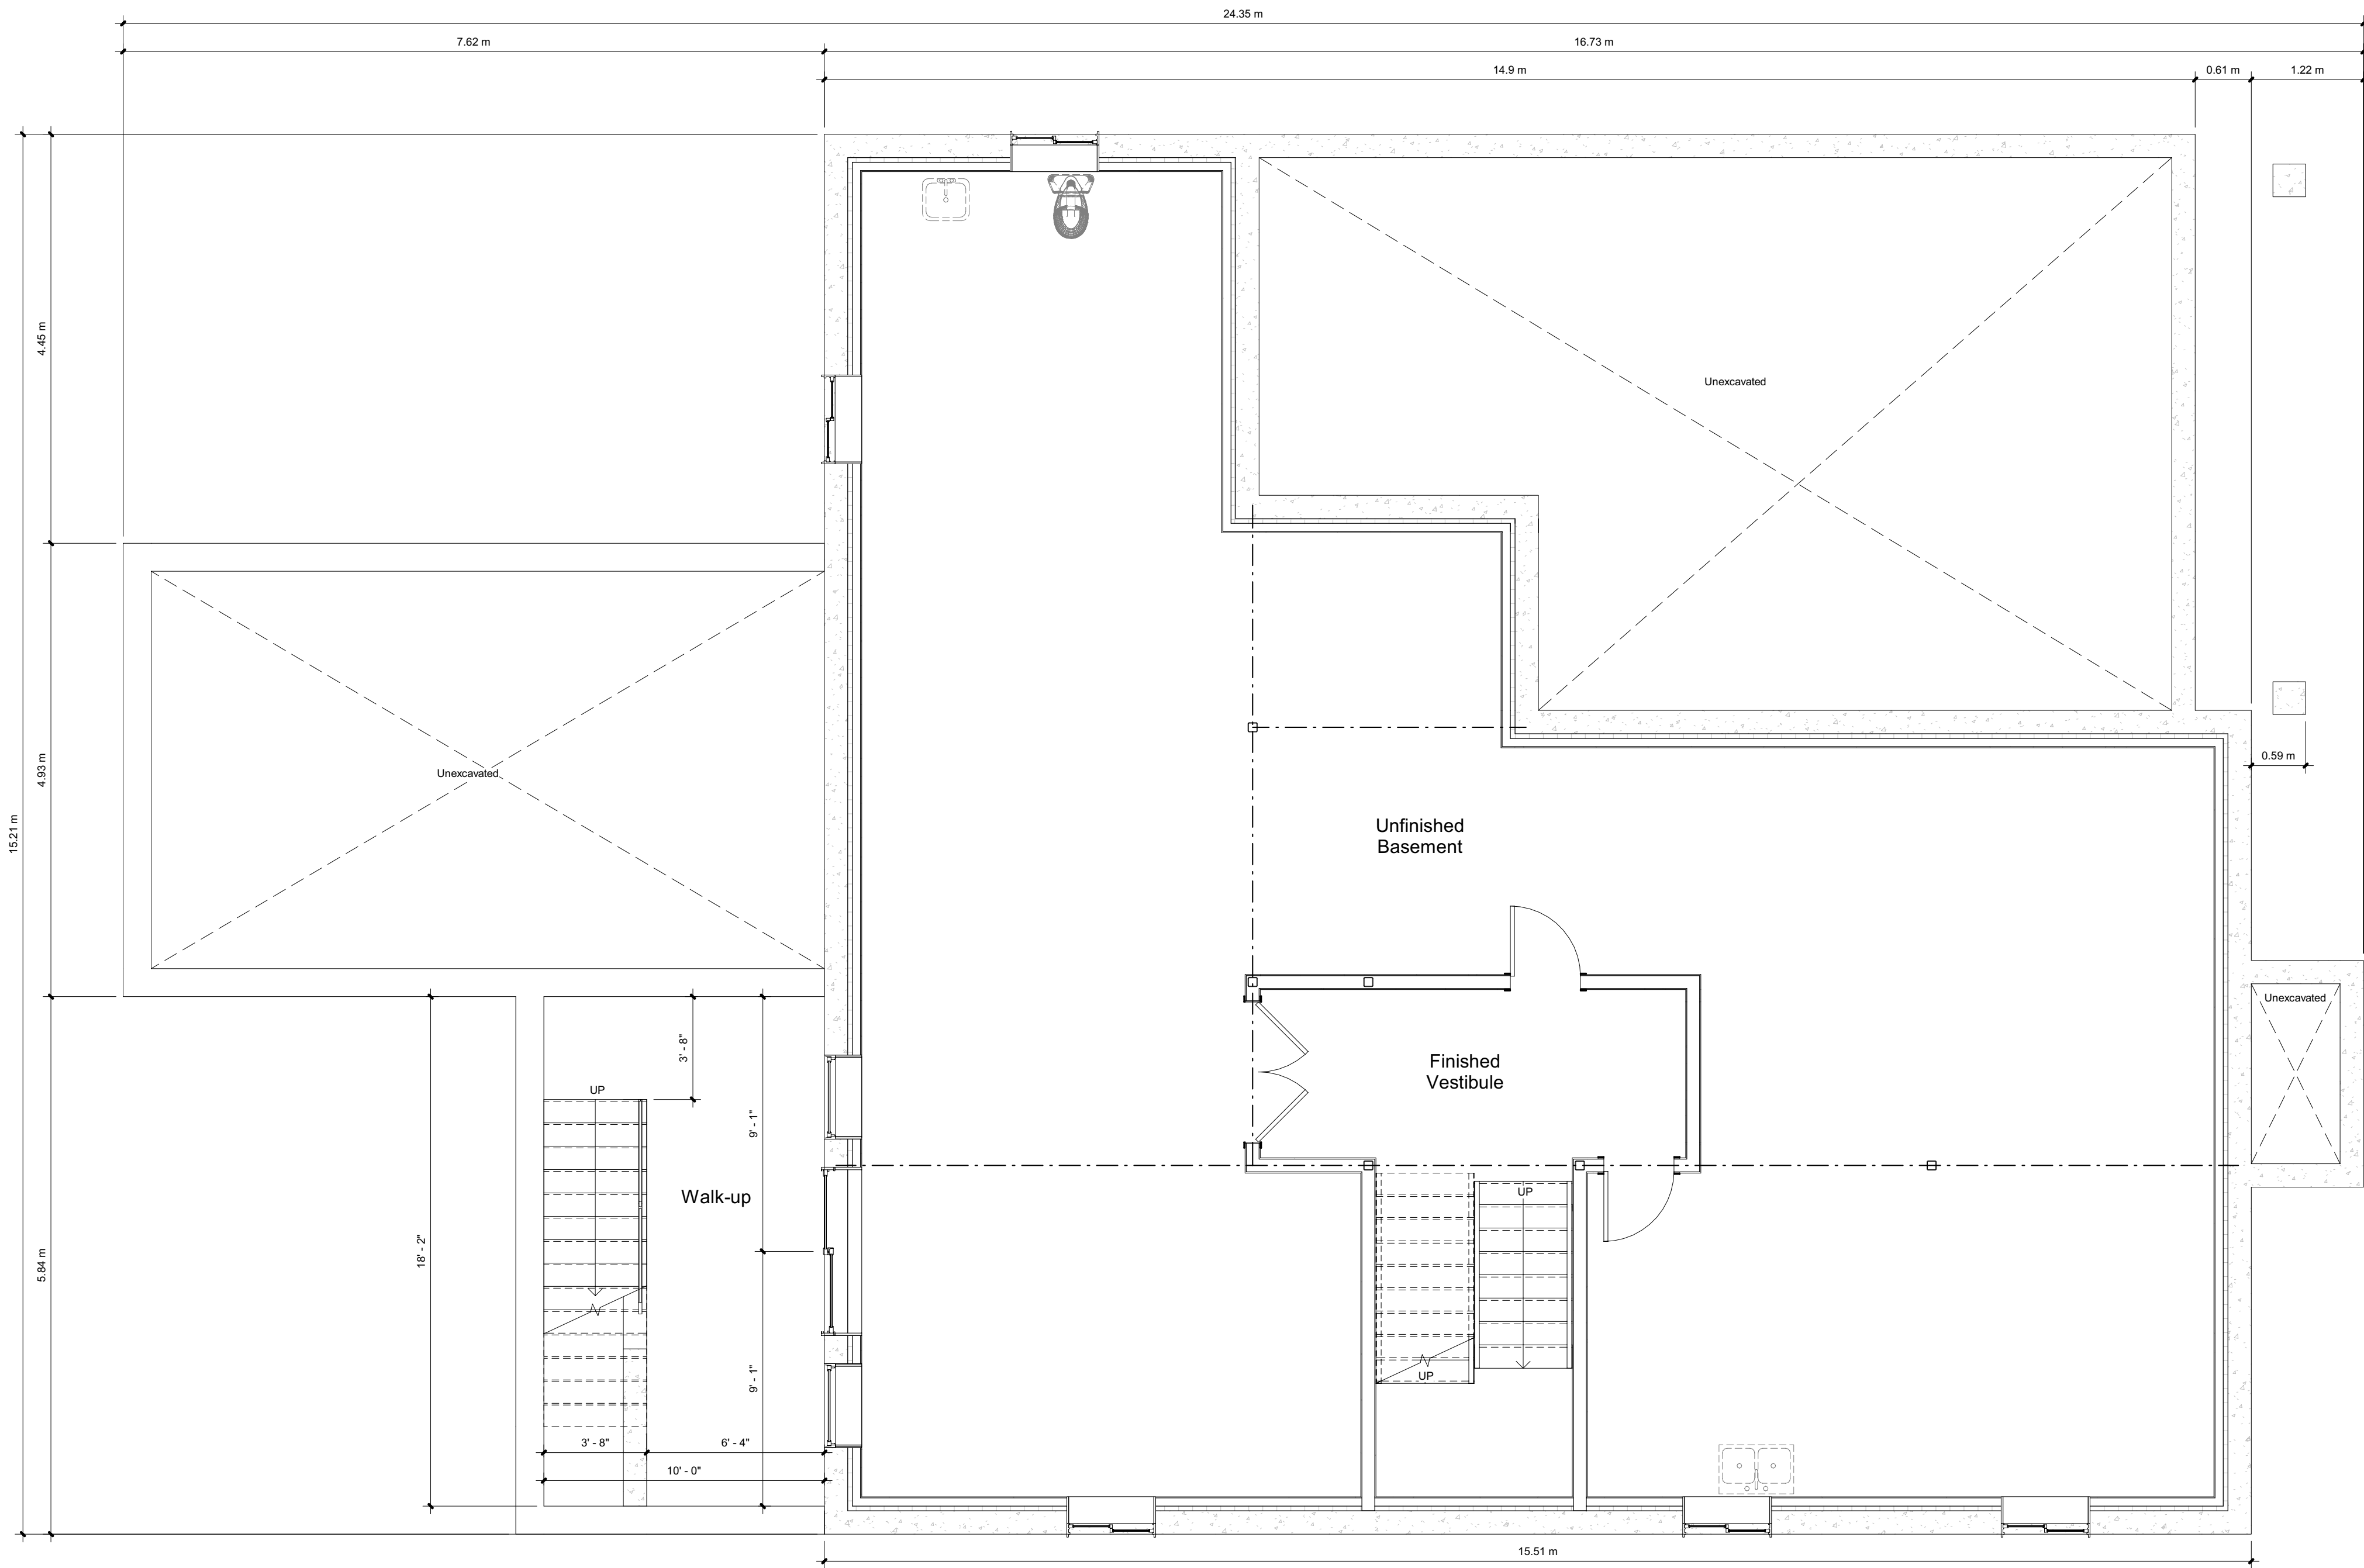 24.35 m
7.62 m
16.73 m
14.9 m
0.61 m
1.22 m
4.45 m
Unexcavated
4.93 m
Unexcavated
0.59 m
15.21 m
Unfinished
Basement
Unexcavated
3' - 8"
Finished
Vestibule
UP
9' - 1"
Walk-up
UP
18' - 2"
5.84 m
9' - 1"
UP
3' - 8"
6' - 4"
10' - 0"
15.51 m